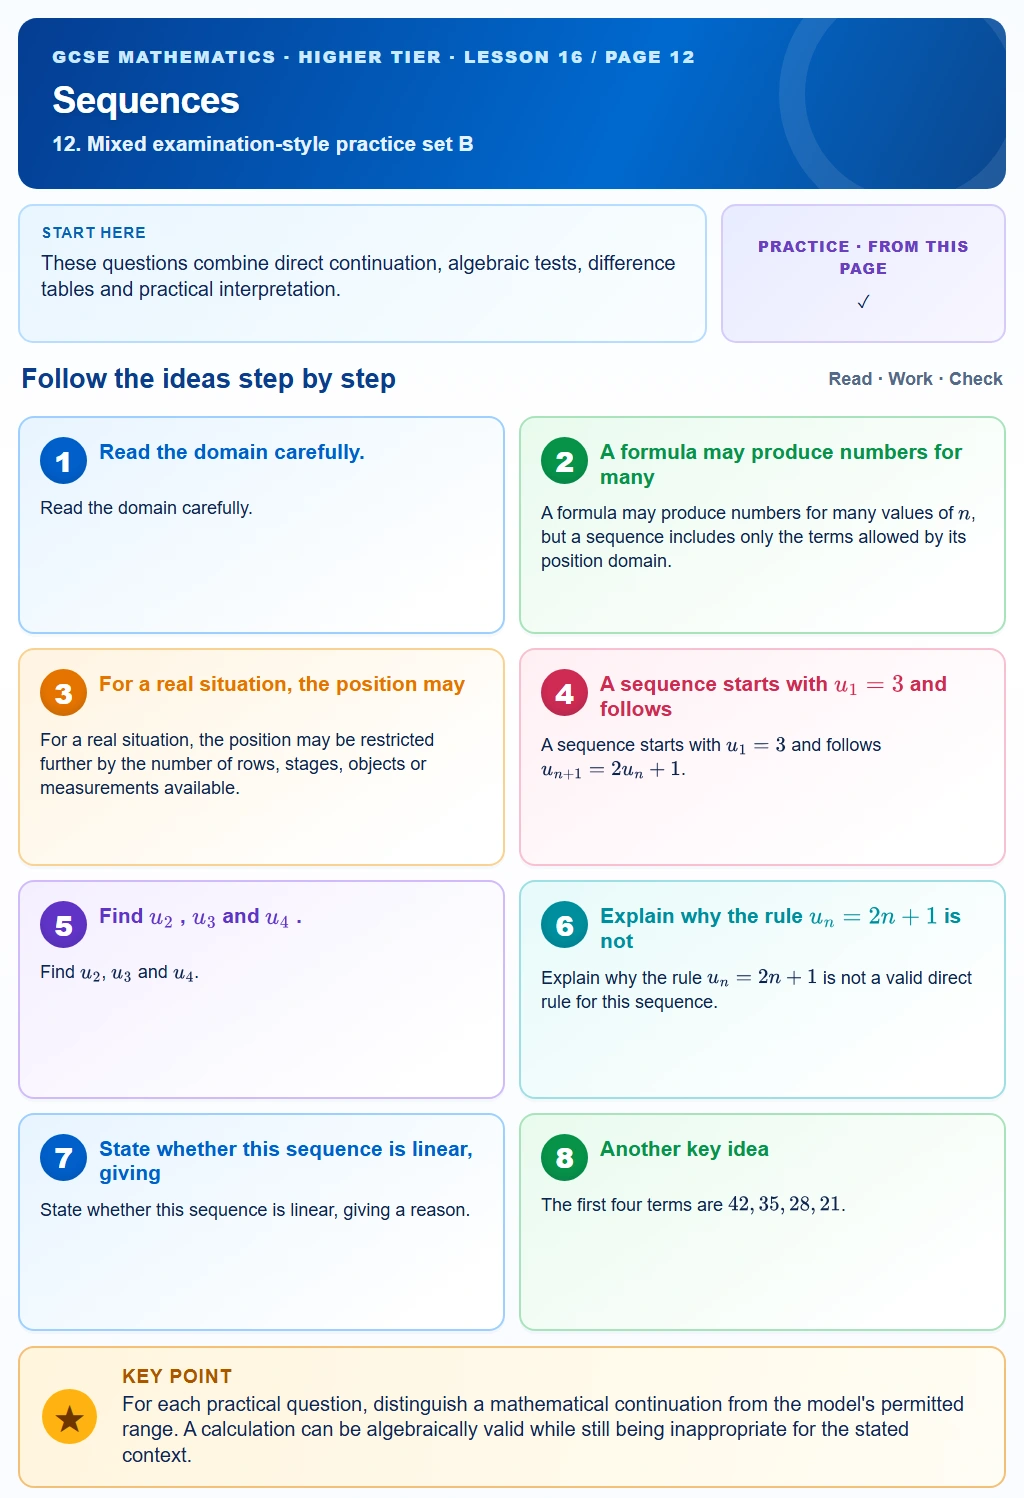 GCSE MATHEMATICS · HIGHER TIER · LESSON 16 / PAGE 12
Sequences
12. Mixed examination-style practice set B
START HERE
These questions combine direct continuation, algebraic tests, difference
tables and practical interpretation.
PRACTICE · FROM THIS
PAGE
✓
Follow the ideas step by step
Read · Work · Check
1
Read the domain carefully.
Read the domain carefully.
2
A formula may produce numbers for
many
A formula may produce numbers for many values of n,
but a sequence includes only the terms allowed by its
position domain.
3
For a real situation, the position may
For a real situation, the position may be restricted
further by the number of rows, stages, objects or
measurements available.
4
A sequence starts with u₁ = 3 and
follows
A sequence starts with u₁ = 3 and follows
uₙ₊₁ = 2uₙ + 1.
5
Find u₂ , u₃ and u₄ .
Find u₂, u₃ and u₄.
6
Explain why the rule uₙ = 2n + 1 is
not
Explain why the rule uₙ = 2n + 1 is not a valid direct
rule for this sequence.
7
State whether this sequence is linear,
giving
State whether this sequence is linear, giving a reason.
8
Another key idea
The first four terms are 42, 35, 28, 21.
★
KEY POINT
For each practical question, distinguish a mathematical continuation from the model's permitted
range. A calculation can be algebraically valid while still being inappropriate for the stated
context.